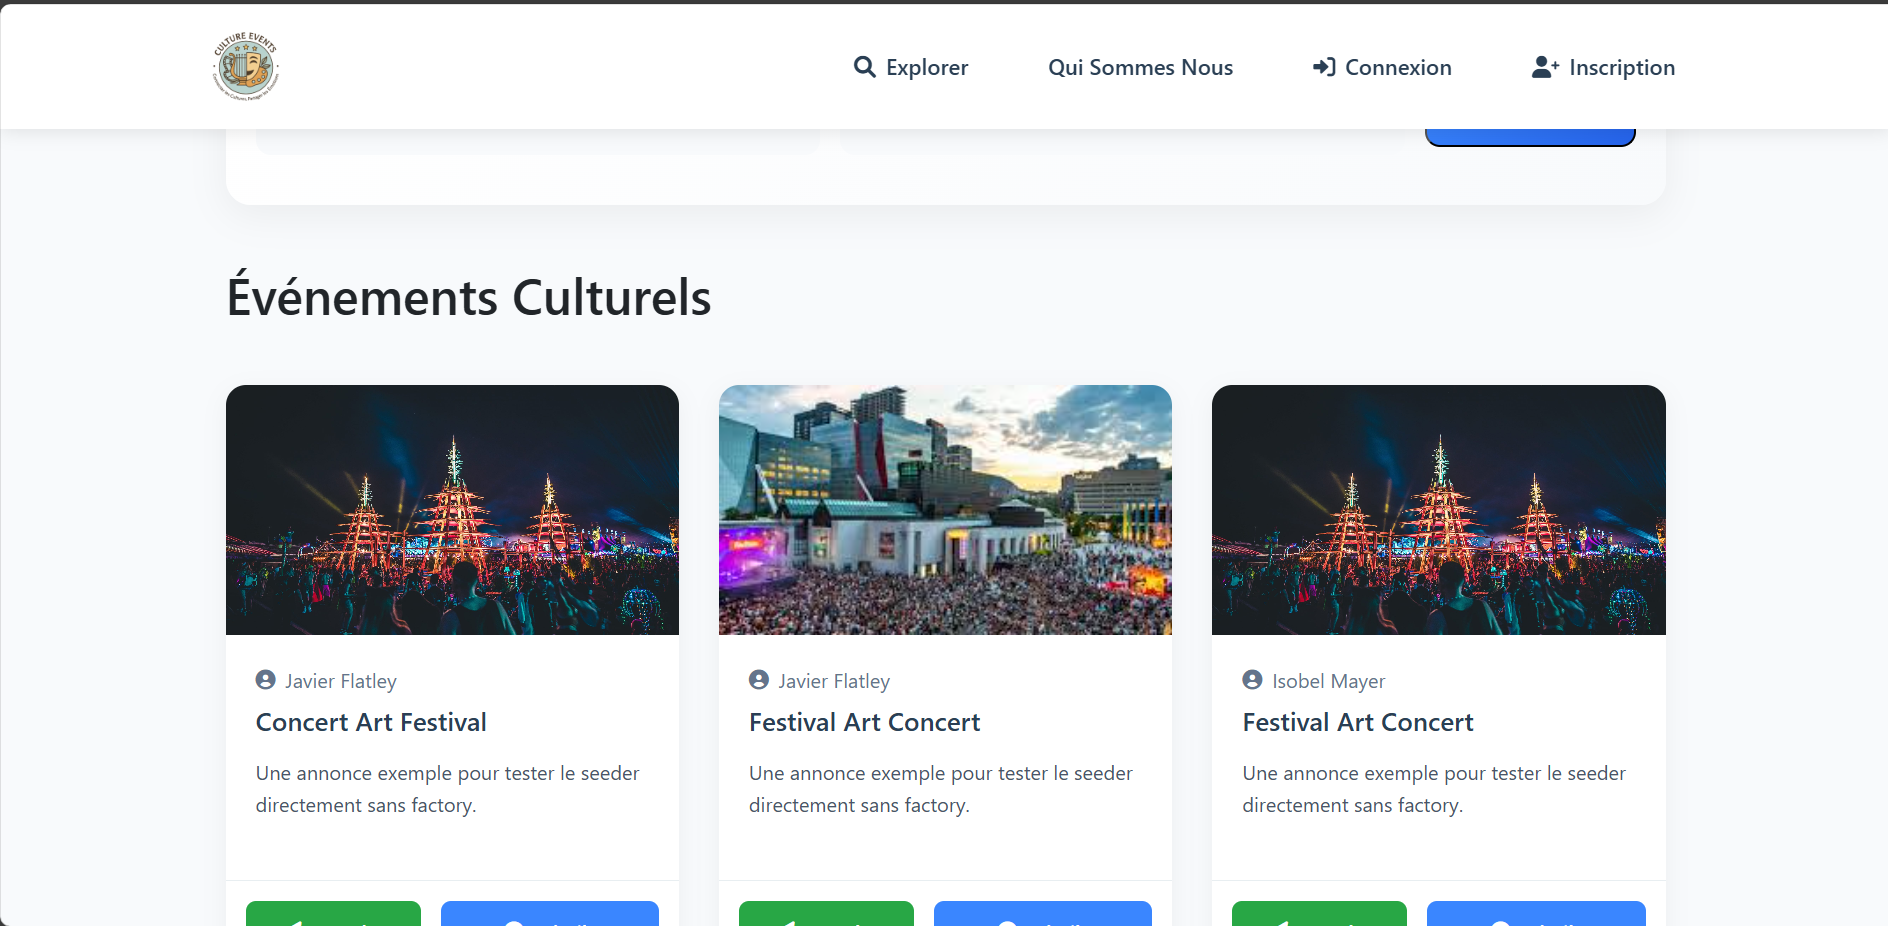 CULTURE EVENTS
Explorer
Qui Sommes Nous
Connexion
Inscription
Événements Culturels
Javier Flatley
Concert Art Festival
Une annonce exemple pour tester le seeder
directement sans factory.
Javier Flatley
Festival Art Concert
Une annonce exemple pour tester le seeder
directement sans factory.
Isobel Mayer
Festival Art Concert
Une annonce exemple pour tester le seeder
directement sans factory.